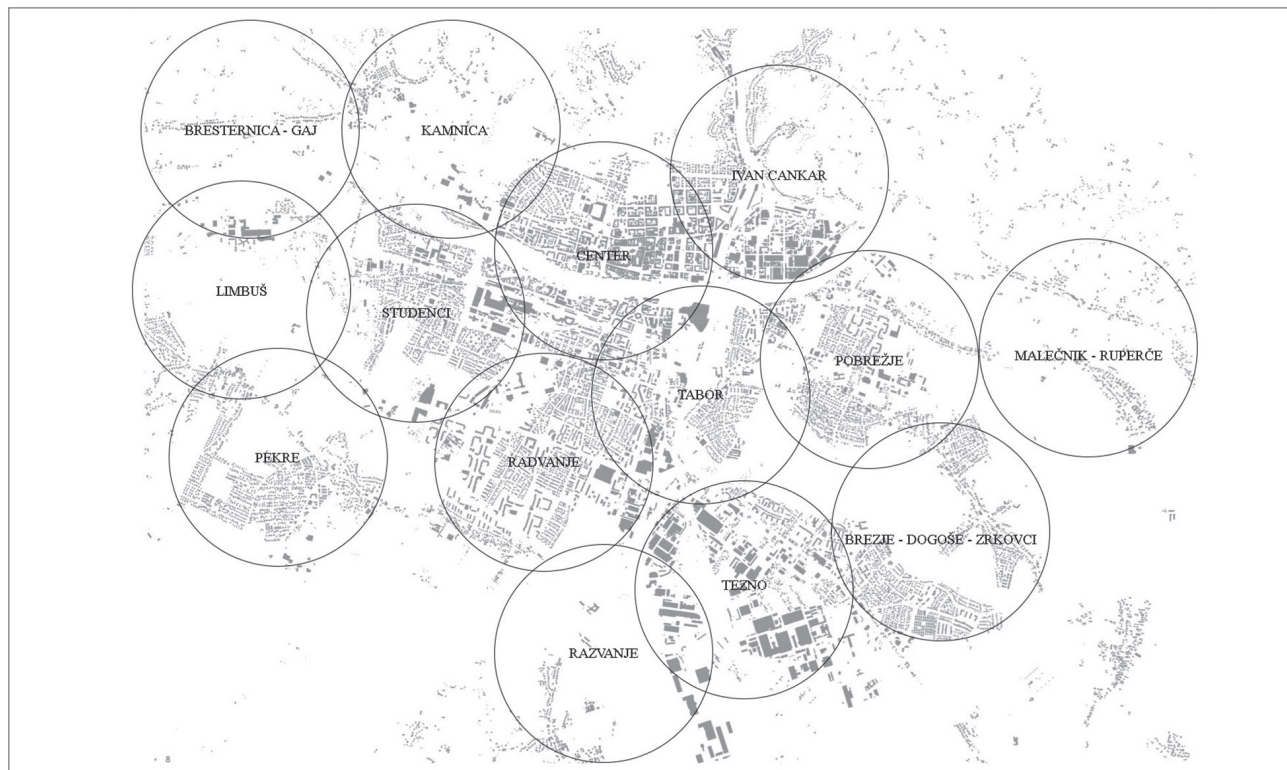 BRESTERNICA - GAJ
KAMNICA
IVAN CANKAR
CENTER
LIMBUŠ
STUDENCI
POBREŽJE
MALEČNIK - RUPERČE
TABOR
PEKRE
RADVANJE
BREZJE - DOGOŠE - ZRKOVCI
TEZNO
RAZVANJE
8